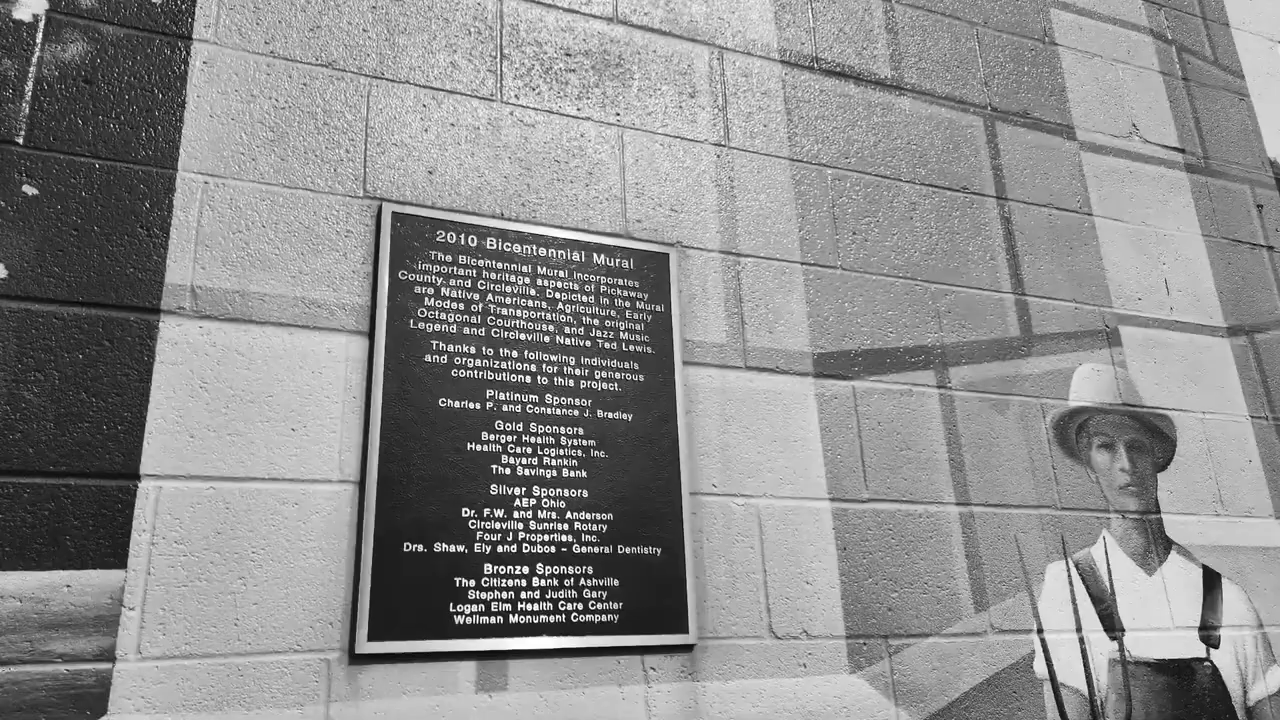 2010 Bicentennial Mural
The Bicentennial Mural incorporates
important heritage aspects of Pickaway
County and Circleville. Depicted in the Mural
are Native Americans, Agriculture, Early
Modes of Transportation, the original
Octagonal Courthouse, and Jazz Music
Legend and Circleville Native Ted Lewis.
Thanks to the following individuals
and organizations for their generous
contributions to this project.
Platinum Sponsor
Charles P. and Constance J. Bradley
Gold Sponsors
Berger Health System
Health Care Logistics, Inc.
Bayard Rankin
The Savings Bank
Silver Sponsors
AEP Ohio
Dr. F.W. and Mrs. Anderson
Circleville Sunrise Rotary
Four J Properties, Inc.
Drs. Shaw, Ely and Dubos - General Dentistry
Bronze Sponsors
The Citizens Bank of Ashville
Stephen and Judith Gary
Logan Elm Health Care Center
Wellman Monument Company